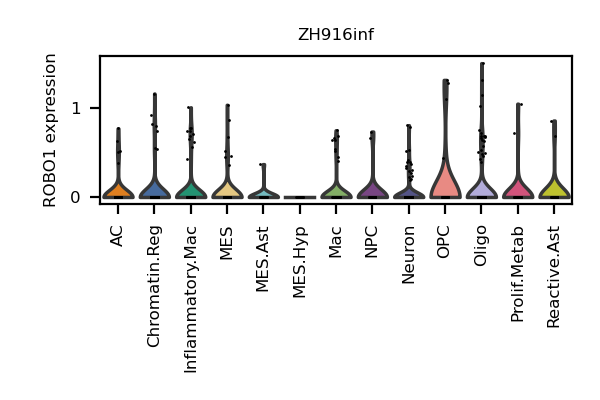 ZH916inf
ROBO1 expression
1
0
AC
Chromatin.Reg
Inflammatory.Mac
MES
MES.Ast
MES.Hyp
Mac
NPC
Neuron
OPC
Oligo
Prolif.Metab
Reactive.Ast